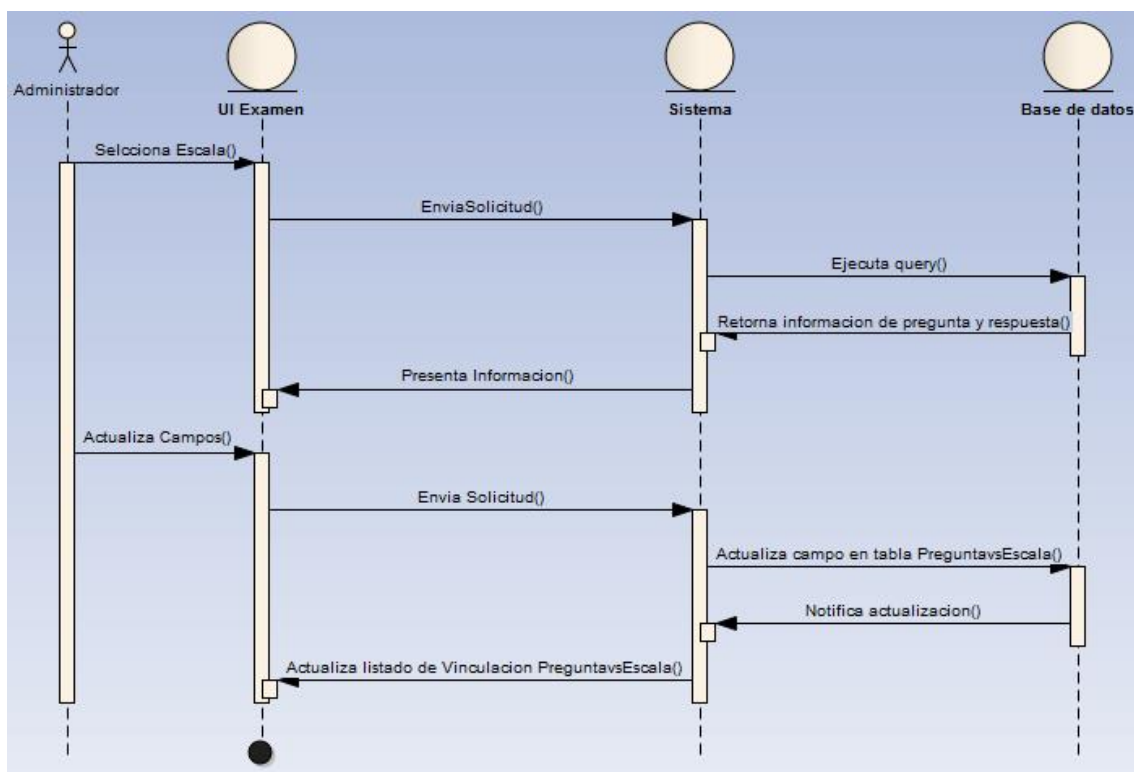 Administrador
UI Examen
Sistema
Base de datos
Selcciona Escala()
EnviaSolicitud()
Ejecuta query()
Retorna informacion de pregunta y respuesta()
Presenta Informacion()
Actualiza Campos()
Envia Solicitud()
Actualiza campo en tabla PreguntavsEscala()
Notifica actualizacion()
Actualiza listado de Vinculacion PreguntavsEscala()